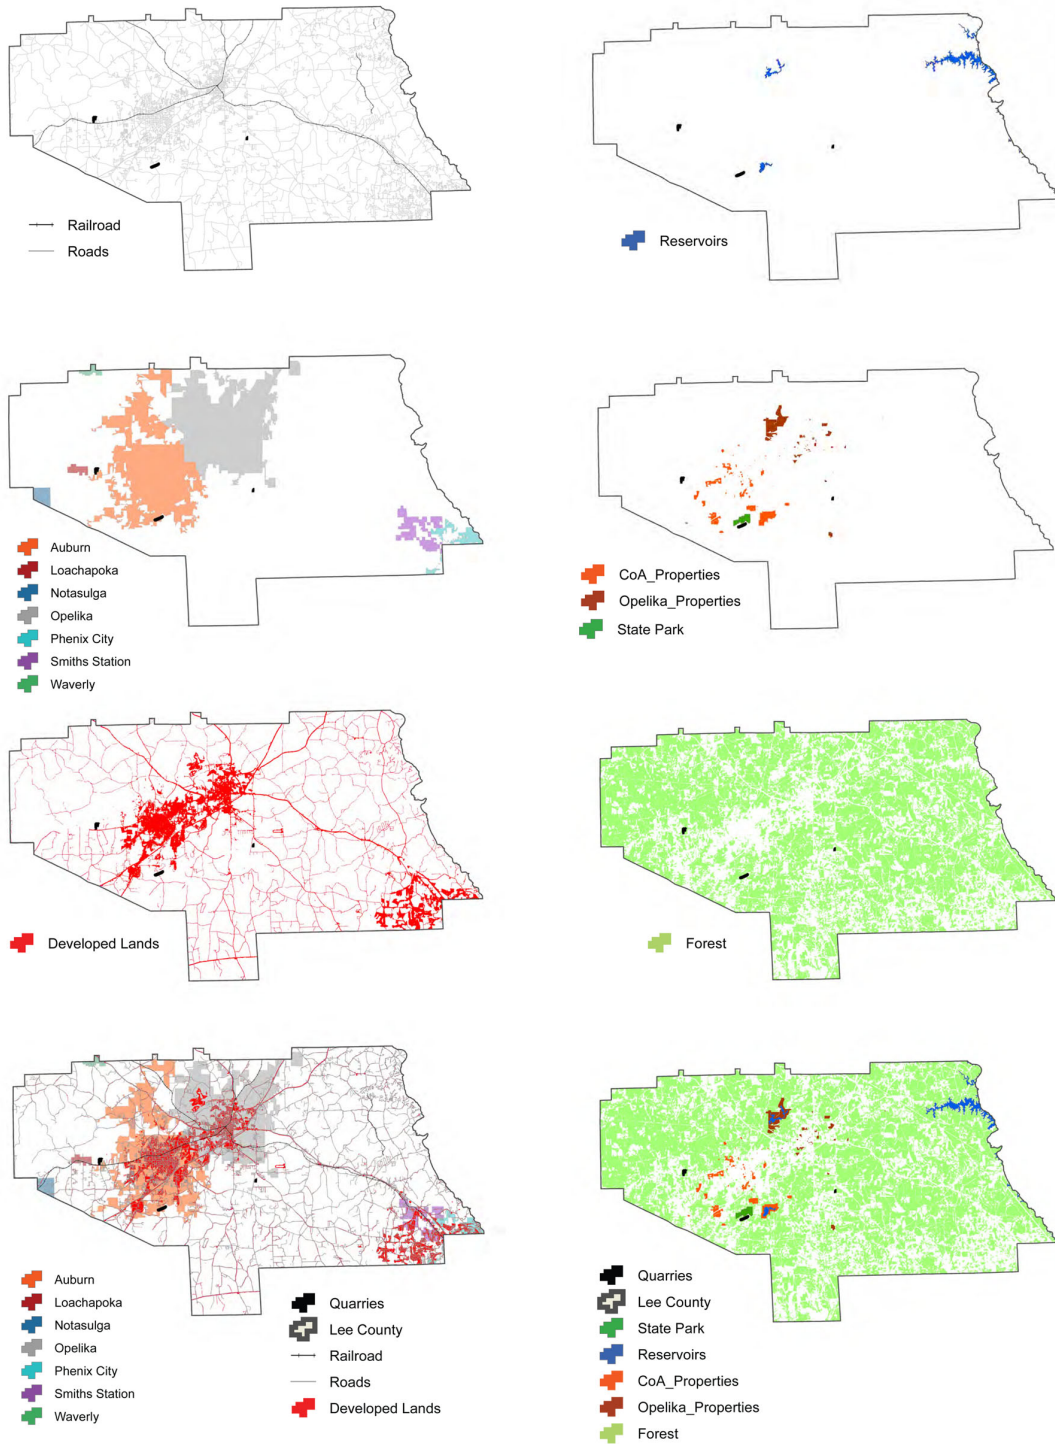 Railroad
Roads
Reservoirs
Auburn
Loachapoka
Notasulga
Opelika
Phenix City
Smiths Station
Waverly
CoA_Properties
Opelika_Properties
State Park
Developed Lands
Forest
Auburn
Loachapoka
Notasulga
Opelika
Phenix City
Smiths Station
Waverly
Quarries
Lee County
Railroad
Roads
Developed Lands
Quarries
Lee County
State Park
Reservoirs
CoA_Properties
Opelika_Properties
Forest